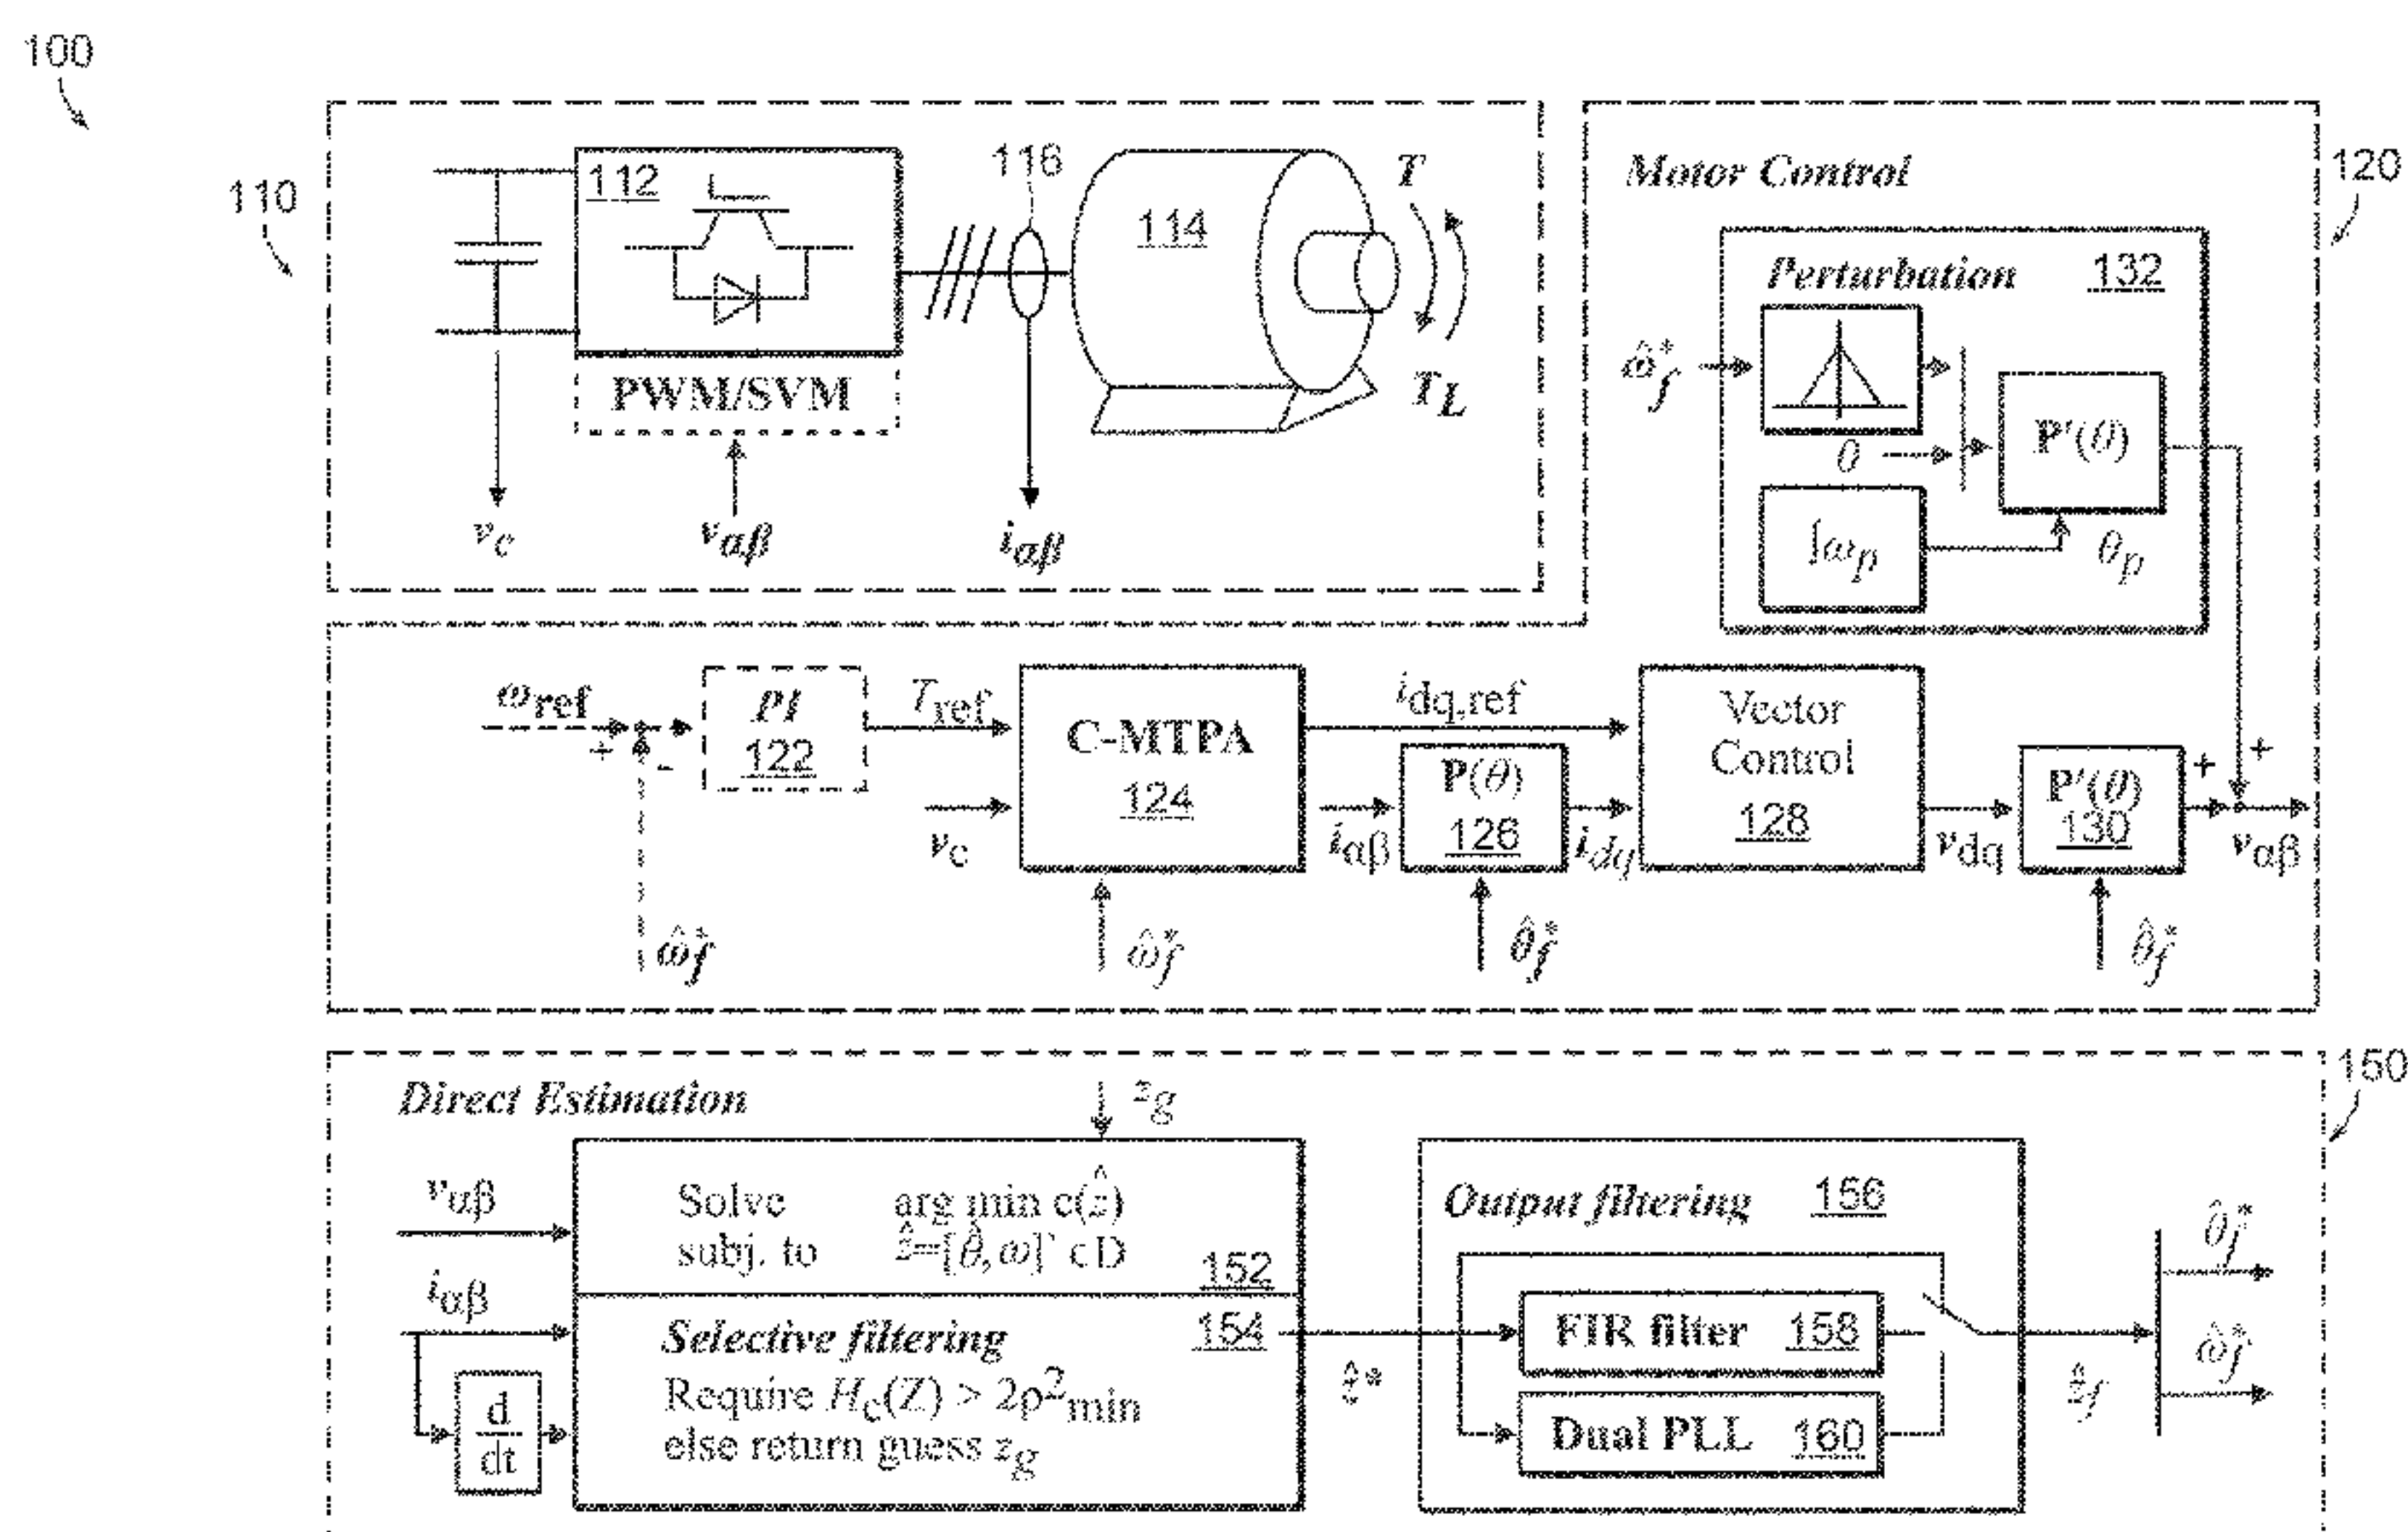 100
110
112
PWM/SVM
116
114
T
T_L
v_c
v_αβ
i_αβ
120
Motor Control
Perturbation 132
ω̂*_f
0
P'(θ)
∫ω_p
θ_p
ω_ref
+
-
PI
122
T_ref
v_c
C-MTPA
124
i_dq,ref
i_αβ
P(θ)
126
i_dq
Vector
Control
128
v_dq
P'(θ)
130
+
+
v_αβ
ω̂*_f
ω̂*_f
θ̂*_f
θ̂*_f
150
Direct Estimation
z_g
v_αβ
i_αβ
d
dt
Solve arg min c(ẑ)
subj. to ẑ=[θ̂, ω]' cD
152
154
Selective filtering
Require H_c(Z) > 2ρ²_min
else return guess z_g
ẑ*
Output filtering 156
FIR filter 158
Dual PLL 160
ẑ_f
θ̂*_f
ω̂*_f